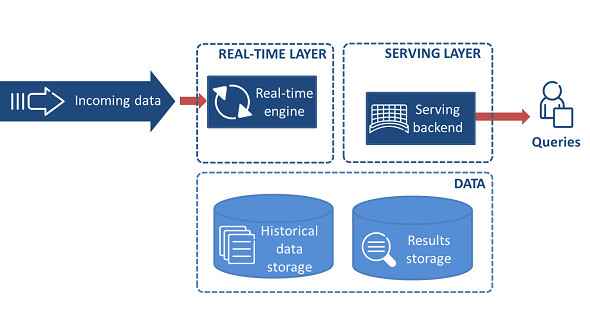 REAL-TIME LAYER
SERVING LAYER
Incoming data
Real-time
engine
Serving
backend
Queries
DATA
Historical
data
storage
Results
storage